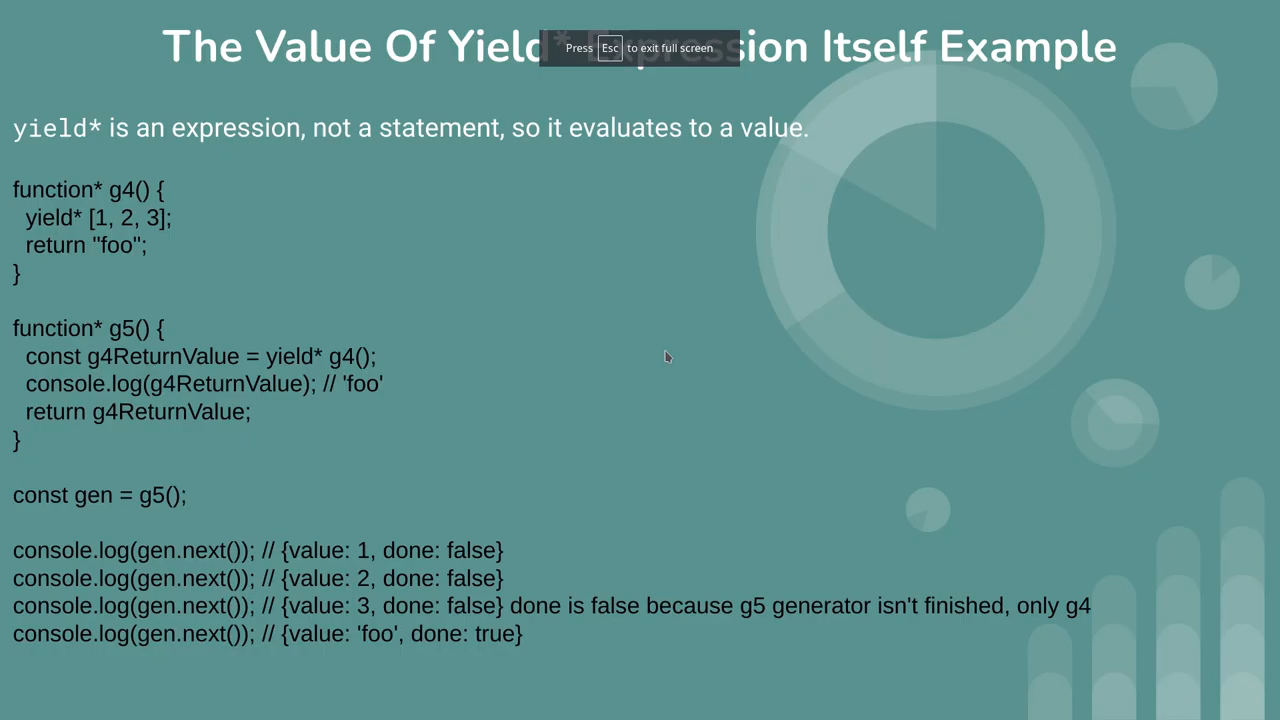 The Value Of Yield* Expression Itself Example
Press Esc to exit full screen
yield* is an expression, not a statement, so it evaluates to a value.
function* g4() {
yield* [1, 2, 3];
return "foo";
}
function* g5() {
const g4ReturnValue = yield* g4();
console.log(g4ReturnValue); // 'foo'
return g4ReturnValue;
}
const gen = g5();
console.log(gen.next()); // {value: 1, done: false}
console.log(gen.next()); // {value: 2, done: false}
console.log(gen.next()); // {value: 3, done: false} done is false because g5 generator isn't finished, only g4
console.log(gen.next()); // {value: 'foo', done: true}